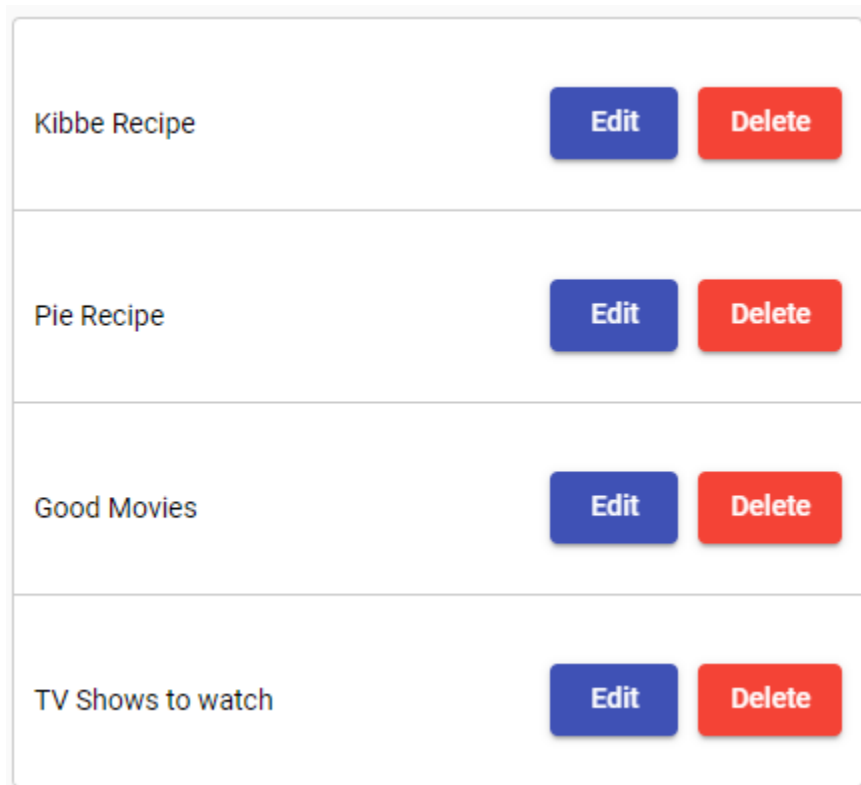 Kibbe Recipe Edit Delete
Pie Recipe Edit Delete
Good Movies Edit Delete
TV Shows to watch Edit Delete